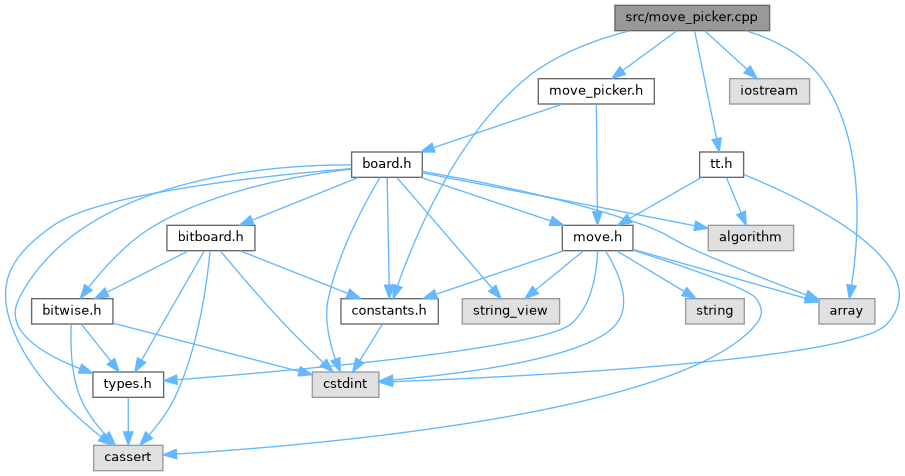 src/move_picker.cpp
move_picker.h
iostream
board.h
tt.h
bitboard.h
move.h
algorithm
bitwise.h
constants.h
string_view
string
array
types.h
cstdint
cassert